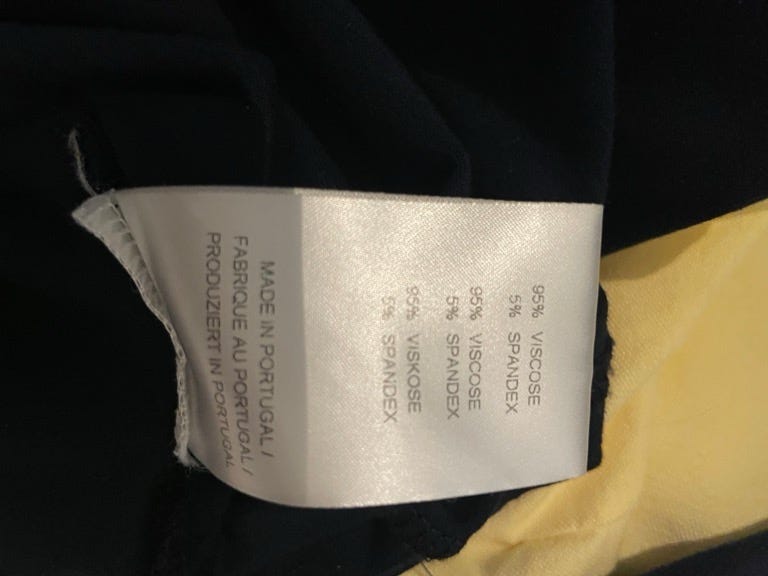 95% VISCOSE
5% SPANDEX
95% VISCOSE
5% SPANDEX
95% VISKOSE
5% SPANDEX
MADE IN PORTUGAL /
FABRIQUE AU PORTUGAL /
PRODUZIERT IN PORTUGAL